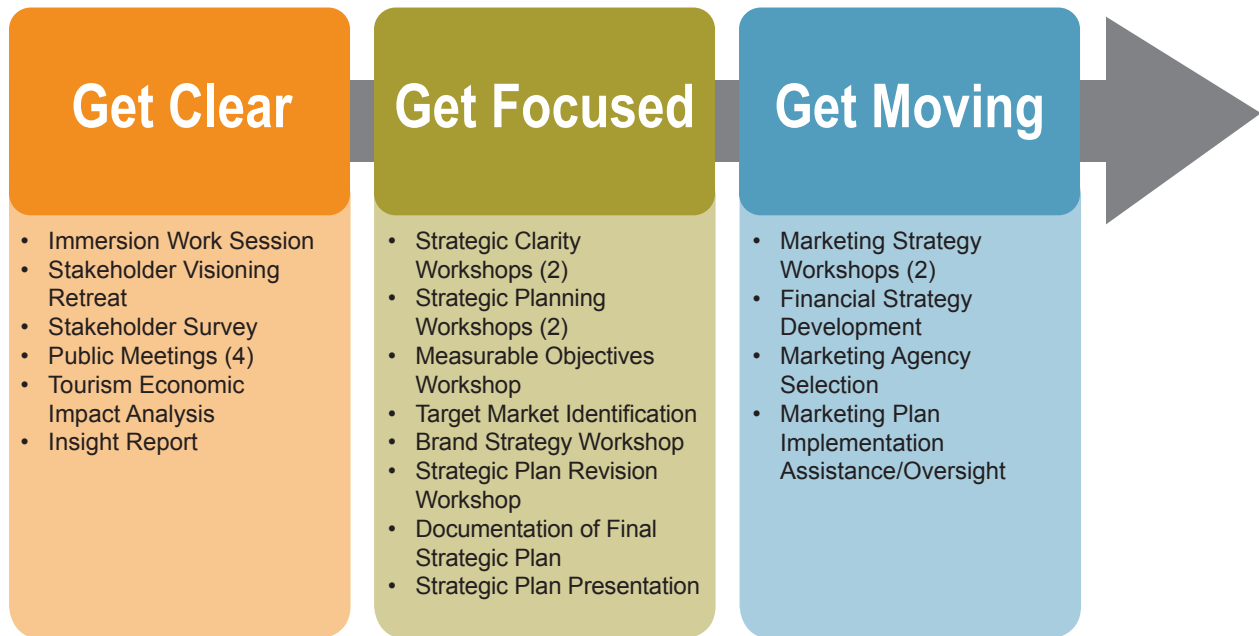 Get Clear
• Immersion Work Session
• Stakeholder Visioning
Retreat
• Stakeholder Survey
• Public Meetings (4)
• Tourism Economic
Impact Analysis
• Insight Report
Get Focused
• Strategic Clarity
Workshops (2)
• Strategic Planning
Workshops (2)
• Measurable Objectives
Workshop
• Target Market Identification
• Brand Strategy Workshop
• Strategic Plan Revision
Workshop
• Documentation of Final
Strategic Plan
• Strategic Plan Presentation
Get Moving
• Marketing Strategy
Workshops (2)
• Financial Strategy
Development
• Marketing Agency
Selection
• Marketing Plan
Implementation
Assistance/Oversight